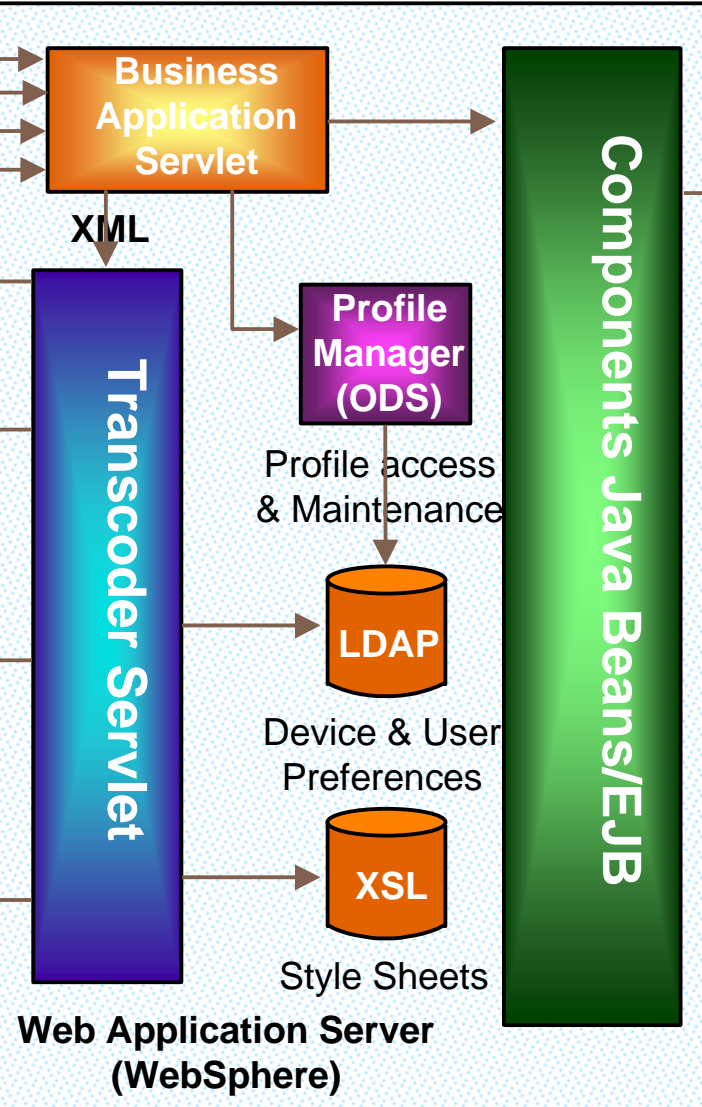 Business
Application
Servlet
XML
Profile
Manager
(ODS)
Profile access
& Maintenance
Transcoder Servlet
Components Java Beans/EJB
LDAP
Device & User
Preferences
XSL
Style Sheets
Web Application Server
(WebSphere)